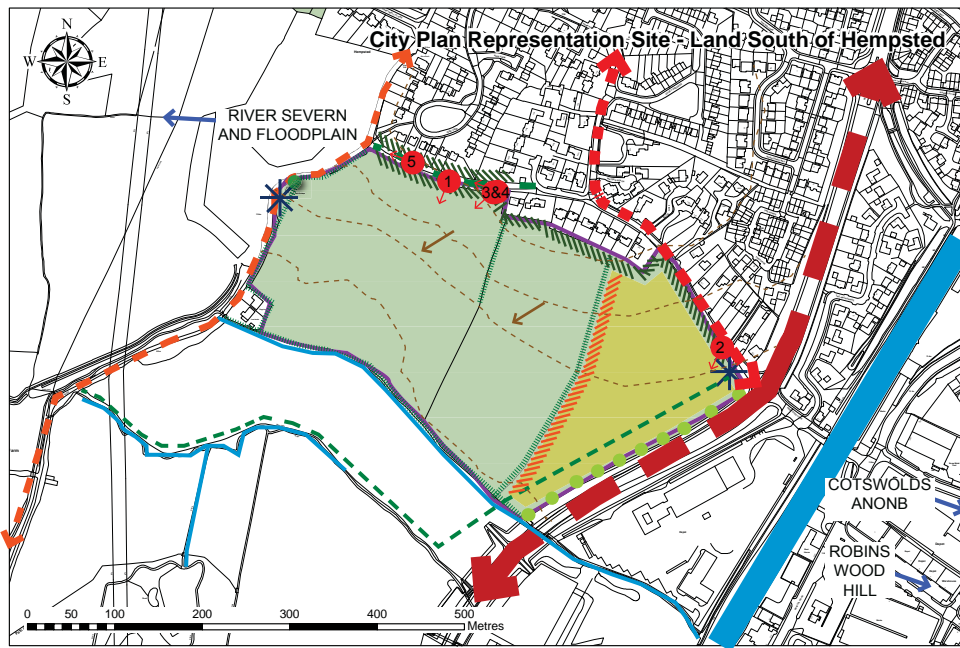 City Plan Representation Site - Land South of Hempsted
N
W E
S
RIVER SEVERN
AND FLOODPLAIN
5
1
3&4
2
COTSWOLDS
ANONB
ROBINS
WOOD
HILL
0 50 100 200 300 400 500
Metres